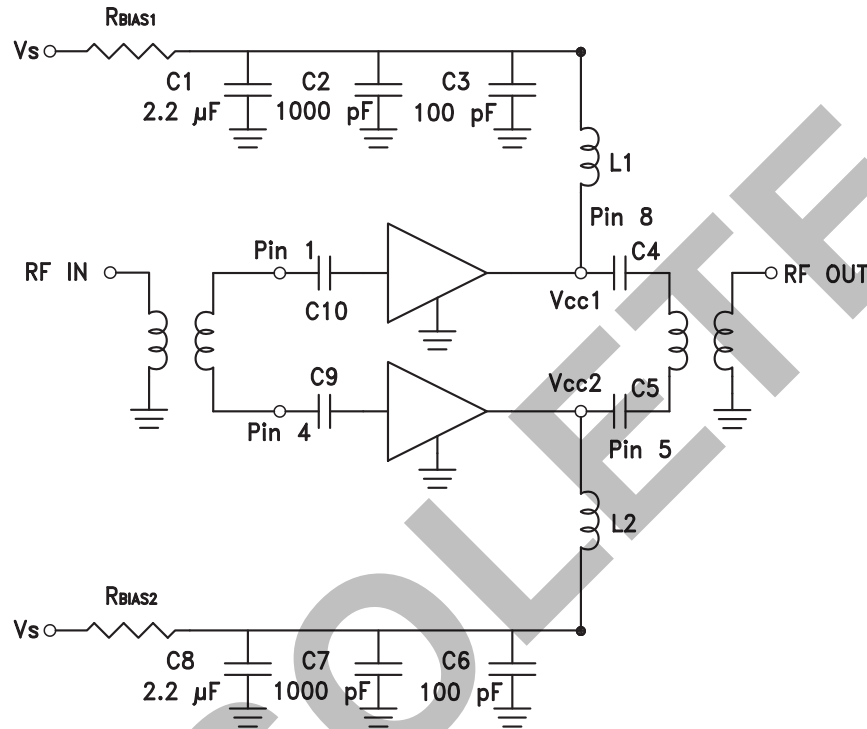 RBIAS1
Vs
C1
2.2 µF
C2
1000 pF
C3
100 pF
L1
Pin 8
RF IN
Pin 1
C10
C4
Vcc1
RF OUT
C9
Pin 4
Vcc2
C5
Pin 5
L2
RBIAS2
Vs
C8
2.2 µF
C7
1000 pF
C6
100 pF
OLETE